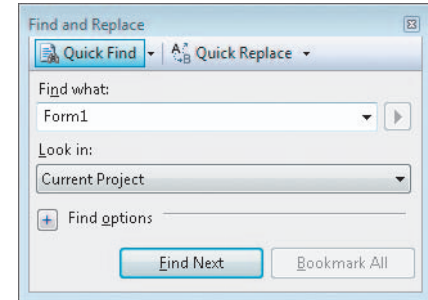 Find and Replace
Quick Find Quick Replace
Find what:
Form1
Look in:
Current Project
Find options
Find Next Bookmark All